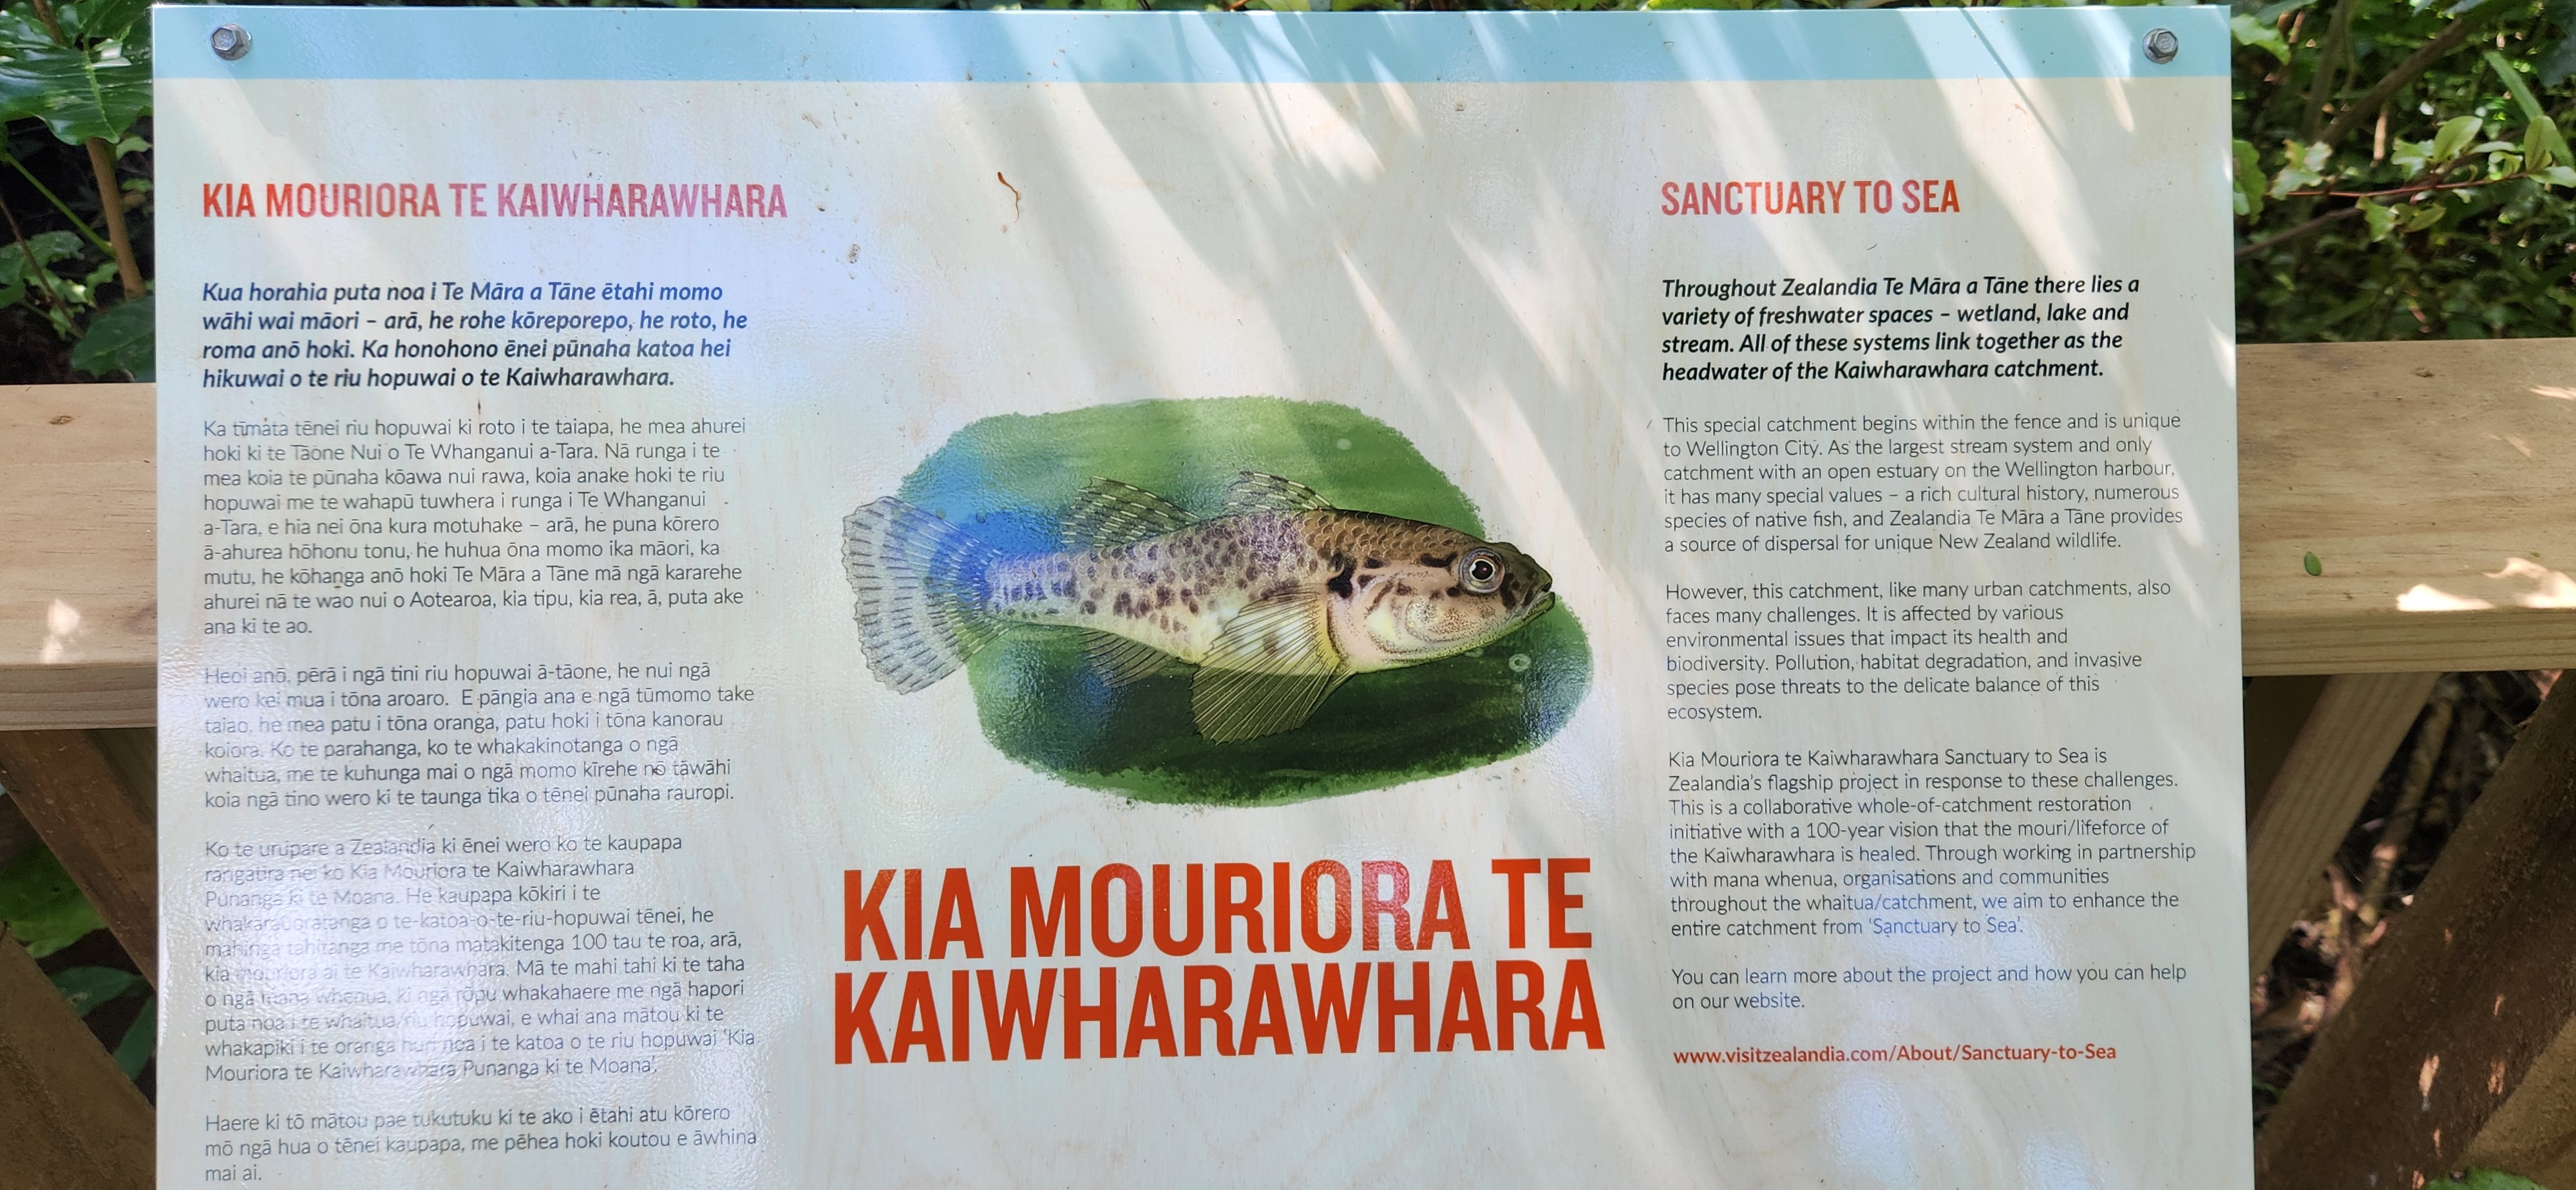 KIA MOURIORA TE KAIWHARAWHARA
Kua horahia puta noa i Te Māra a Tāne ētahi momo
wāhi wai māori – arā, he rohe kōreporepo, he roto, he
roma anō hoki. Ka honohono ēnei pūnaha katoa hei
hikuwai o te riu hopuwai o te Kaiwharawhara.
Ka tīmata tēnei riu hopuwai ki roto i te taiapa, he mea ahurei
hoki ki te Tāone Nui o Te Whanganui a-Tara. Nā runga i te
mea koia te pūnaha kōawa nui rawa, koia anake hoki te riu
hopuwai me te wahapū tuwhera i runga i Te Whanganui
a-Tara, e hia nei ōna kura motuhake – arā, he puna kōrero
ā-ahurea hōhonu tonu, he huhua ōna momo ika māori, ka
mutu, he kōhanga anō hoki Te Māra a Tāne mā ngā kararehe
ahurei nā te wao nui o Aotearoa, kia tipu, kia rea, ā, puta ake
ana ki te ao.
Heoi anō, pērā i ngā tini riu hopuwai ā-tāone, he nui ngā
wero kei mua i tōna aroaro. E pāngia ana e ngā tūmomo take
taiao, he mea patu i tōna oranga, patu hoki i tōna kanorau
koiora. Ko te parahanga, ko te whakakinotanga o ngā
whaitua, me te kuhunga mai o ngā momo kīrehe nō tāwāhi
koia ngā tino wero ki te taunga tika o tēnei pūnaha rauropi.
Ko te urupare a Zealandia ki ēnei wero ko te kaupapa
rangatira nei ko Kia Mouriora te Kaiwharawhara
Punanga ki te Moana. He kaupapa kōkiri i te
whakarauoratanga o te-katoa-o-te-riu-hopuwai tēnei, he
mahinga tahitanga me tōna matakitenga 100 tau te roa, arā,
kia mouriora ai te Kaiwharawhara. Mā te mahi tahi ki te taha
o ngā mana whenua, ki ngā rōpu whakahaere me ngā hapori
puta noa i te whaitua/riu hopuwai, e whai ana mātou ki te
whakapiki i te oranga huri noa i te katoa o te riu hopuwai ‘Kia
Mouriora te Kaiwharawhara Punanga ki te Moana’.
Haere ki tō mātou pae tukutuku ki te ako i ētahi atu kōrero
mō ngā hua o tēnei kaupapa, me pēhea hoki koutou e āwhina
mai ai.
KIA MOURIORA TE
KAIWHARAWHARA
SANCTUARY TO SEA
Throughout Zealandia Te Māra a Tāne there lies a
variety of freshwater spaces – wetland, lake and
stream. All of these systems link together as the
headwater of the Kaiwharawhara catchment.
This special catchment begins within the fence and is unique
to Wellington City. As the largest stream system and only
catchment with an open estuary on the Wellington harbour,
it has many special values – a rich cultural history, numerous
species of native fish, and Zealandia Te Māra a Tāne provides
a source of dispersal for unique New Zealand wildlife.
However, this catchment, like many urban catchments, also
faces many challenges. It is affected by various
environmental issues that impact its health and
biodiversity. Pollution, habitat degradation, and invasive
species pose threats to the delicate balance of this
ecosystem.
Kia Mouriora te Kaiwharawhara Sanctuary to Sea is
Zealandia’s flagship project in response to these challenges.
This is a collaborative whole-of-catchment restoration
initiative with a 100-year vision that the mouri/lifeforce of
the Kaiwharawhara is healed. Through working in partnership
with mana whenua, organisations and communities
throughout the whaitua/catchment, we aim to enhance the
entire catchment from ‘Sanctuary to Sea’.
You can learn more about the project and how you can help
on our website.
www.visitzealandia.com/About/Sanctuary-to-Sea